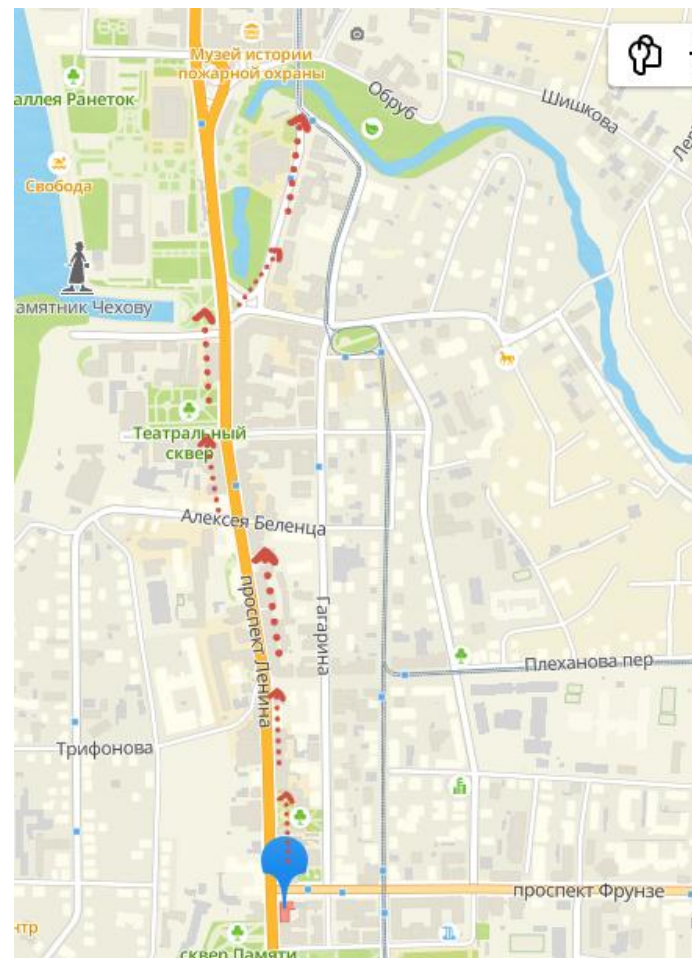 Музей истории
пожарной охраны
аллея Ранеток
Обруб
Шишкова
Ле
Свобода
амятник Чехову
Театральный
сквер
Алексея Беленца
проспект Ленина
Гагарина
Плеханова пер
Трифонова
проспект Фрунзе
нтр
сквер Памяти